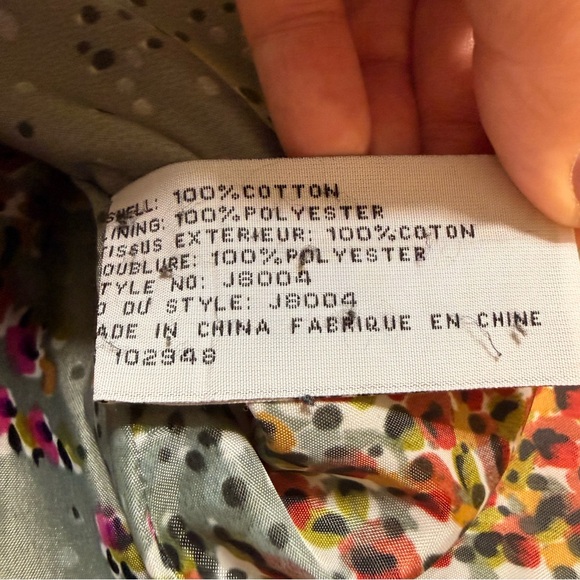 SHELL: 100%COTTON
LINING: 100%POLYESTER
TISSUS EXTERIEUR: 100%COTON
OUBLURE: 100%POLYESTER
TYLE NO: J8004
O DU STYLE: J8004
ADE IN CHINA FABRIQUE EN CHINE
102948